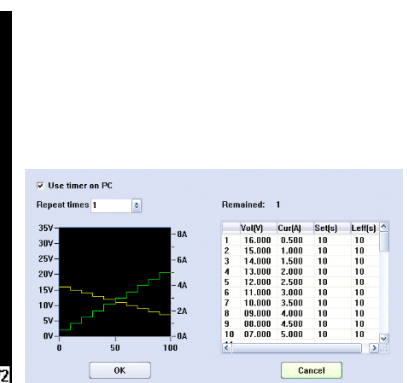 Use timer on PC
Repeat times 1
Remained: 1
35V
30V
25V
20V
15V
10V
5V
0V
8A
6A
4A
2A
0A
0 50 100
Vol(V) Cur(A) Set(s) Left(s)
1 16.000 0.500 10 10
2 15.000 1.000 10 10
3 14.000 1.500 10 10
4 13.000 2.000 10 10
5 12.000 2.500 10 10
6 11.000 3.000 10 10
7 10.000 3.500 10 10
8 09.000 4.000 10 10
9 08.000 4.500 10 10
10 07.000 5.000 10 10
OK
Cancel